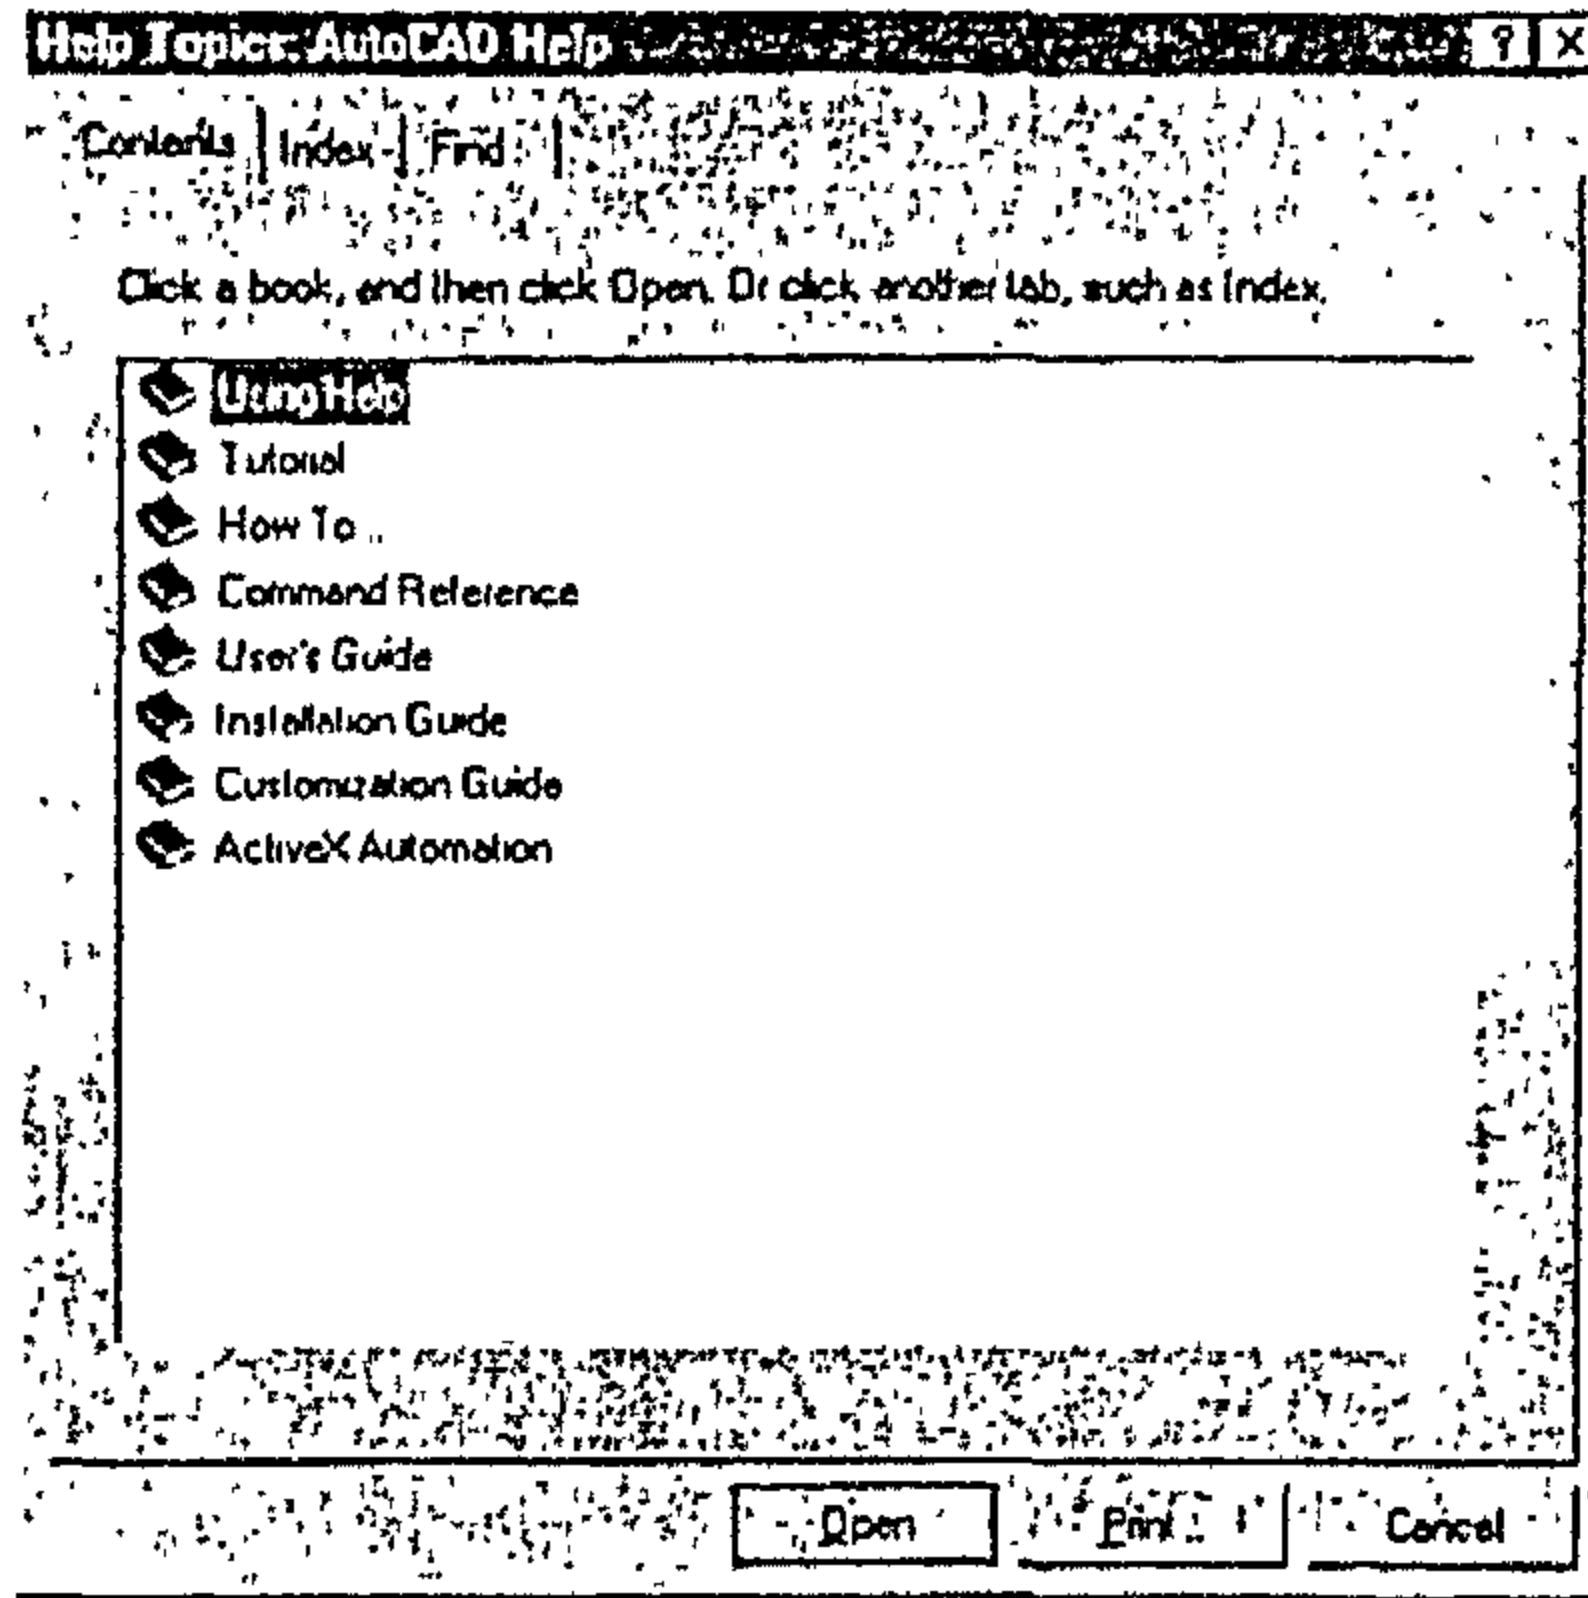 Help Topics: AutoCAD Help ? X
Contents Index Find
Click a book, and then click Open. Or click another tab, such as Index.
Using Help
Tutorial
How To...
Command Reference
User's Guide
Installation Guide
Customization Guide
ActiveX Automation
Open Print... Cancel